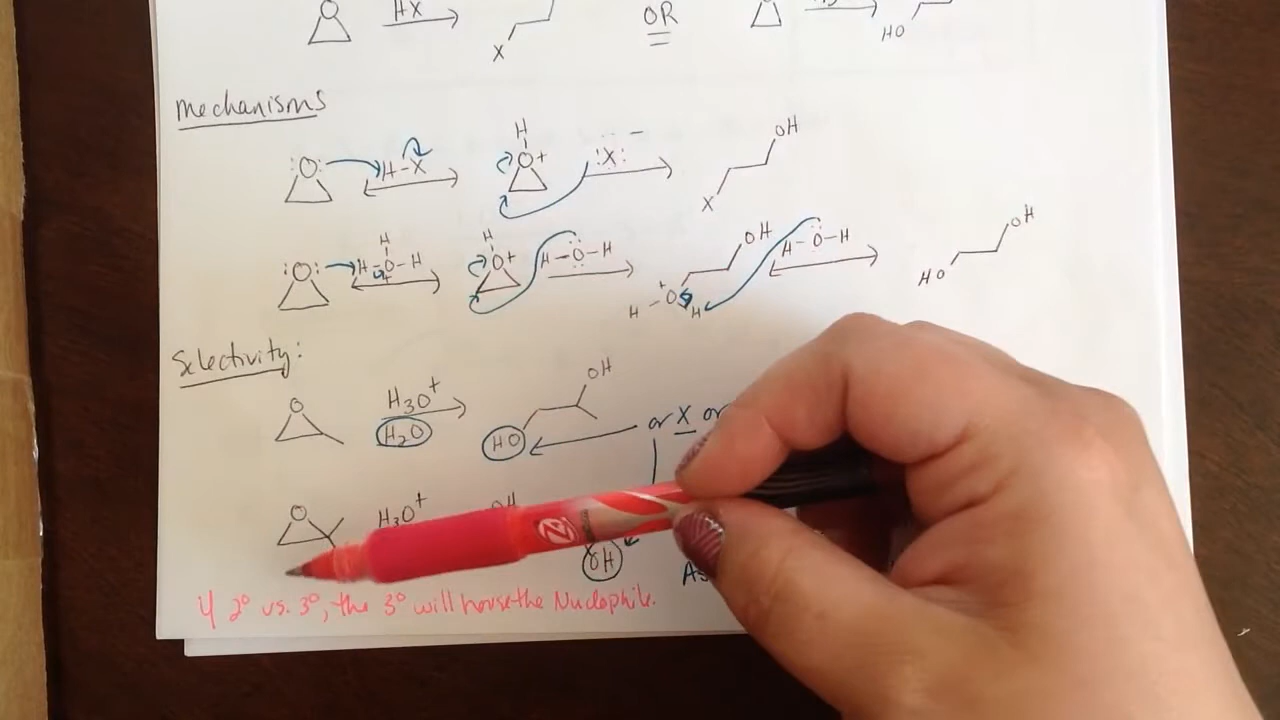 HX OR
X HO
mechanisms
:O: H-X H O+ :X:− OH X
:O: H H-O-H + H O+ H-O-H OH H-O H + H-O-H OH HO
Selectivity:
O H3O+ OH
H2O HO or X or
O H3O+ OH
OH
2° vs. 3°, the 3° will house the Nucleophile.